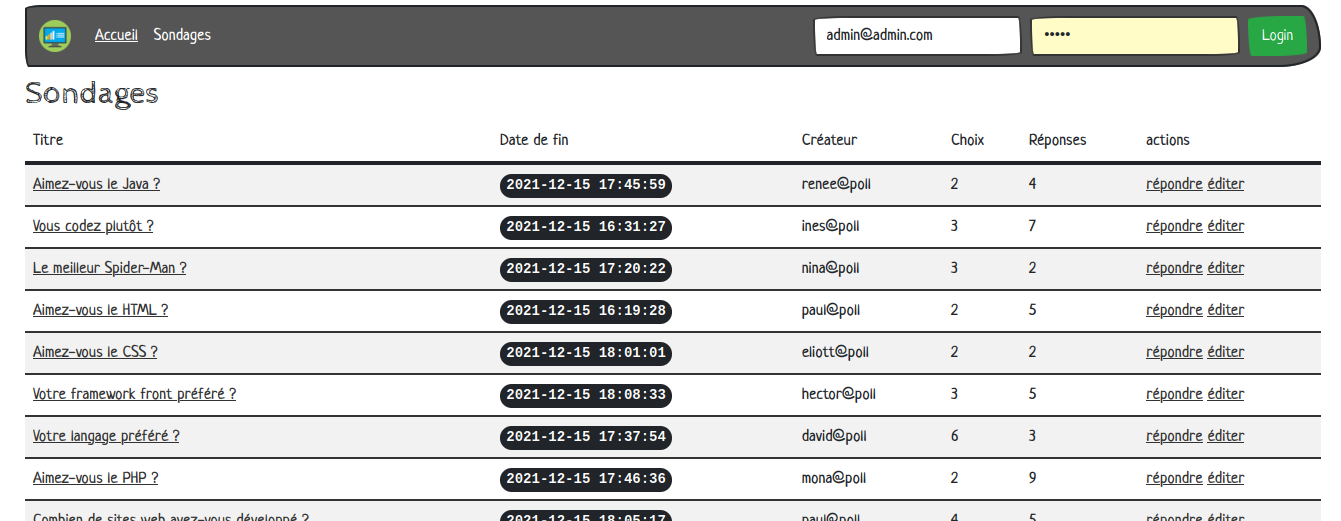 Accueil Sondages admin@admin.com ••••• Login
Sondages
Titre Date de fin Créateur Choix Réponses actions
Aimez-vous le Java ? 2021-12-15 17:45:59 renee@poll 2 4 répondre éditer
Vous codez plutôt ? 2021-12-15 16:31:27 ines@poll 3 7 répondre éditer
Le meilleur Spider-Man ? 2021-12-15 17:20:22 nina@poll 3 2 répondre éditer
Aimez-vous le HTML ? 2021-12-15 16:19:28 paul@poll 2 5 répondre éditer
Aimez-vous le CSS ? 2021-12-15 18:01:01 eliott@poll 2 2 répondre éditer
Votre framework front préféré ? 2021-12-15 18:08:33 hector@poll 3 5 répondre éditer
Votre langage préféré ? 2021-12-15 17:37:54 david@poll 6 3 répondre éditer
Aimez-vous le PHP ? 2021-12-15 17:46:36 mona@poll 2 9 répondre éditer
Combien de sites web avez-vous développé ? 2021-12-15 18:05:17 paul@poll 4 5 répondre éditer